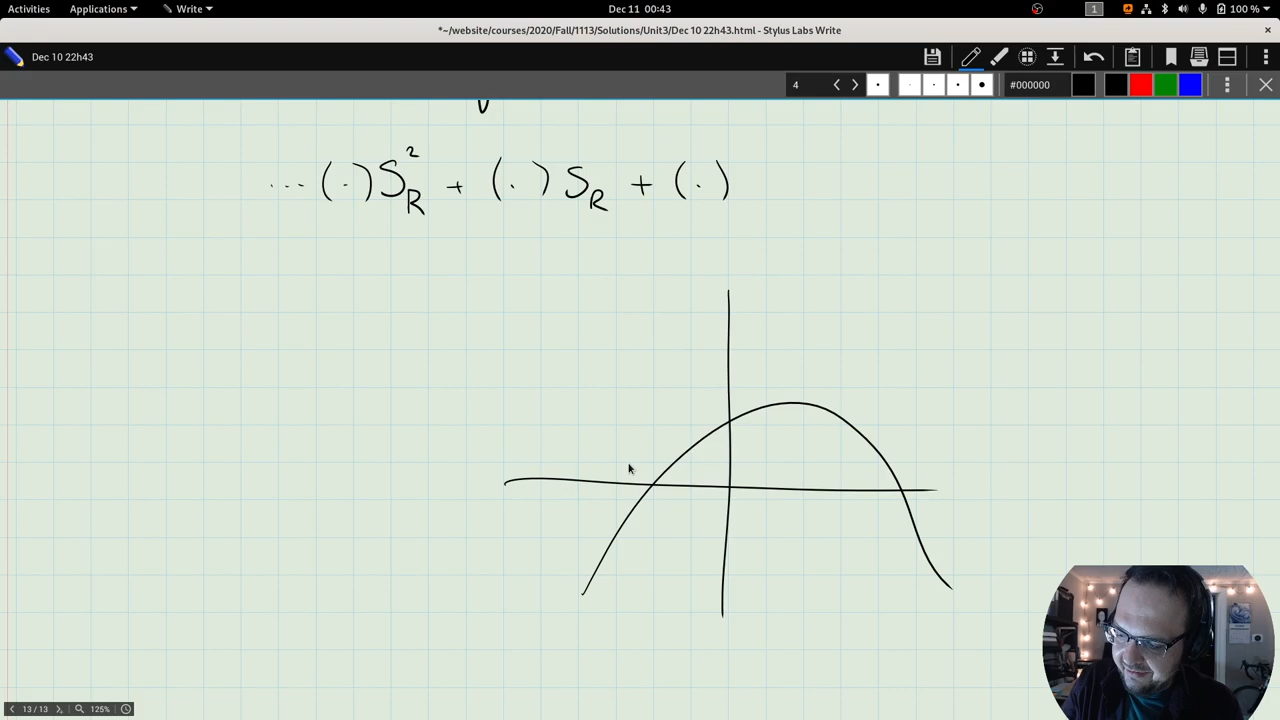 Activities Applications Write Dec 11 00:43 1 100 %
*~/website/courses/2020/Fall/1113/Solutions/Unit3/Dec 10 22h43.html - Stylus Labs Write ×
Dec 10 22h43
4 #000000
... (·)S_R^2 + (·) S_R + (·)
13 / 13 125%